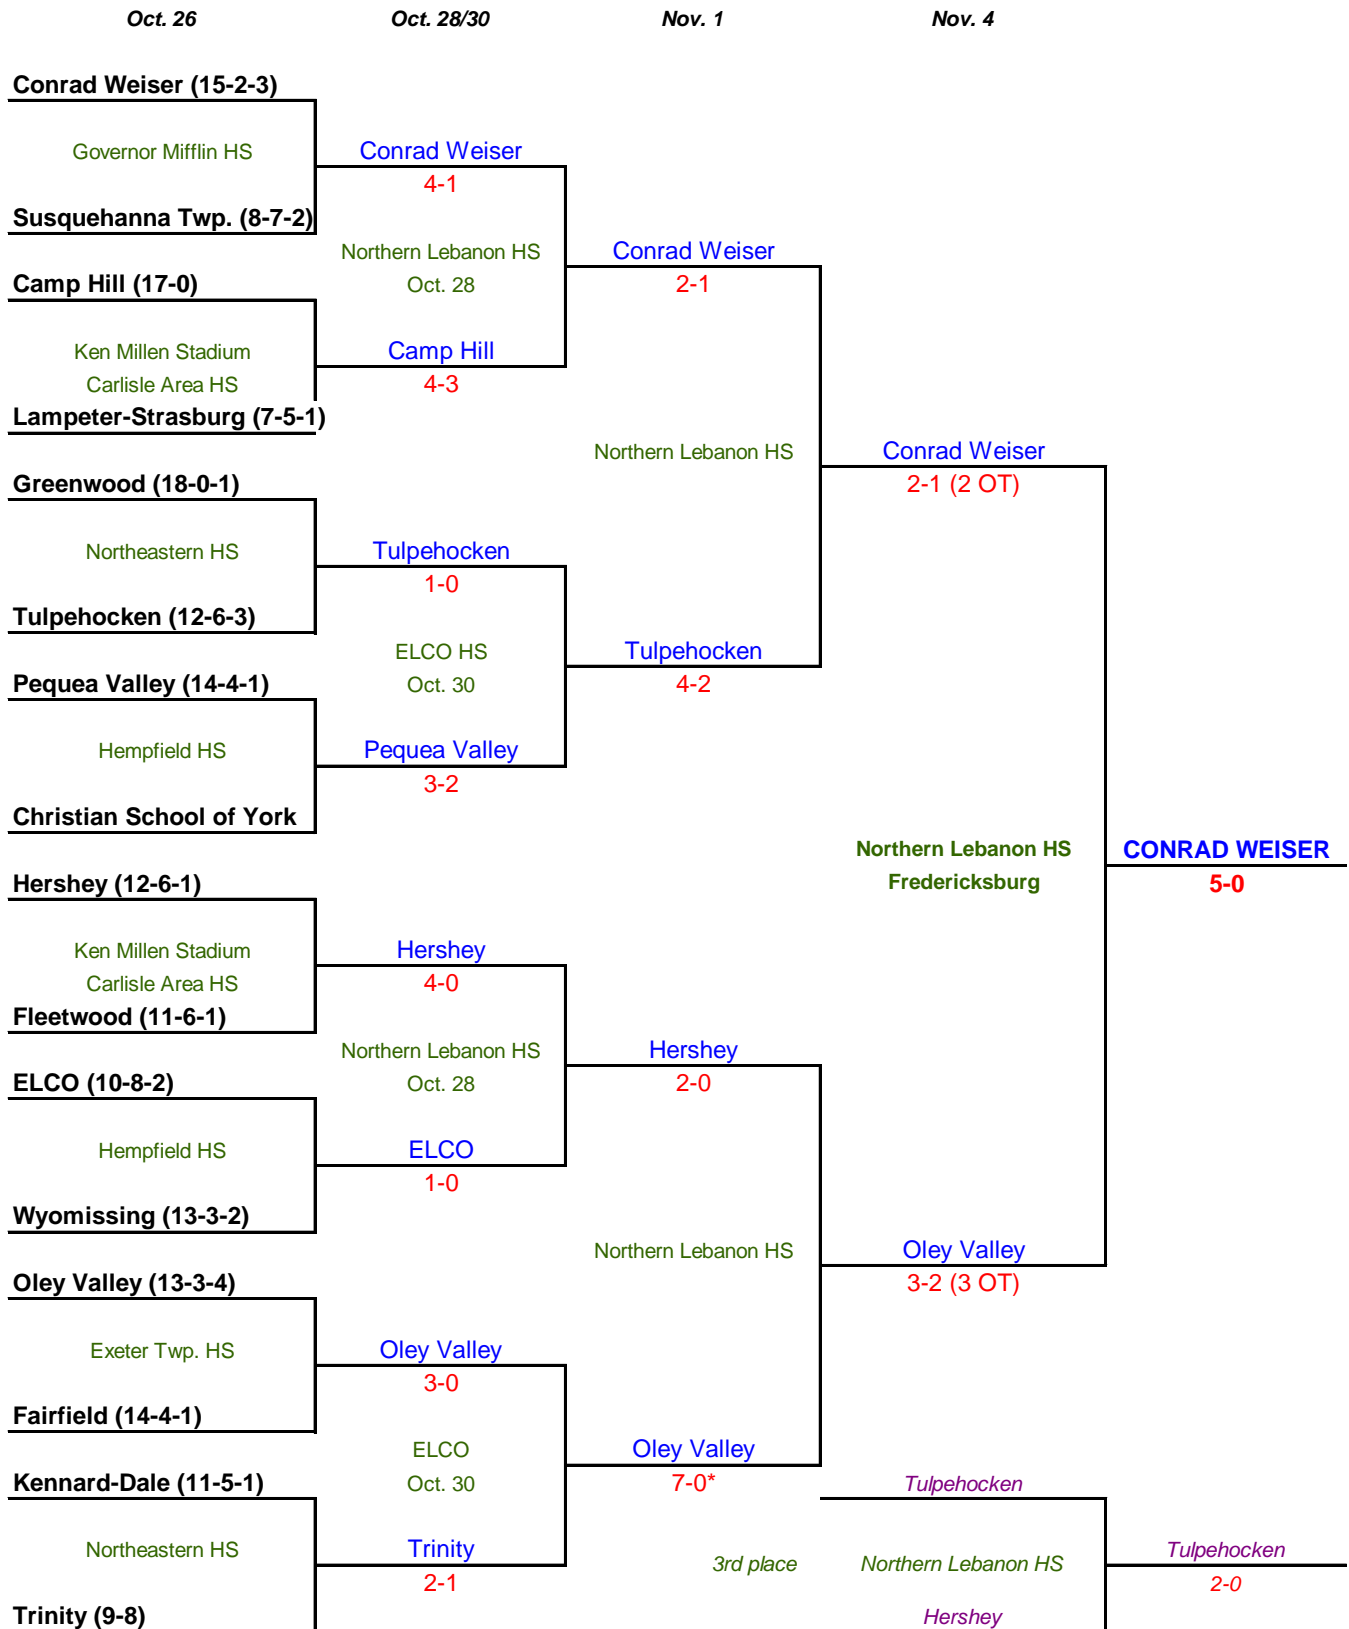 Oct. 26 Oct. 28/30 Nov. 1 Nov. 4
Conrad Weiser (15-2-3)
Governor Mifflin HS Conrad Weiser
4-1
Susquehanna Twp. (8-7-2)
Northern Lebanon HS Conrad Weiser
Camp Hill (17-0) Oct. 28 2-1
Ken Millen Stadium Camp Hill
Carlisle Area HS 4-3
Lampeter-Strasburg (7-5-1)
Northern Lebanon HS Conrad Weiser
Greenwood (18-0-1) 2-1 (2 OT)
Northeastern HS Tulpehocken
1-0
Tulpehocken (12-6-3)
ELCO HS Tulpehocken
Pequea Valley (14-4-1) Oct. 30 4-2
Hempfield HS Pequea Valley
3-2
Christian School of York
Northern Lebanon HS CONRAD WEISER
Hershey (12-6-1) Fredericksburg 5-0
Ken Millen Stadium Hershey
Carlisle Area HS 4-0
Fleetwood (11-6-1)
Northern Lebanon HS Hershey
ELCO (10-8-2) Oct. 28 2-0
Hempfield HS ELCO
1-0
Wyomissing (13-3-2)
Northern Lebanon HS Oley Valley
Oley Valley (13-3-4) 3-2 (3 OT)
Exeter Twp. HS Oley Valley
3-0
Fairfield (14-4-1)
ELCO Oley Valley
Kennard-Dale (11-5-1) Oct. 30 7-0* Tulpehocken
Northeastern HS Trinity 3rd place Northern Lebanon HS Tulpehocken
2-1 2-0
Trinity (9-8) Hershey